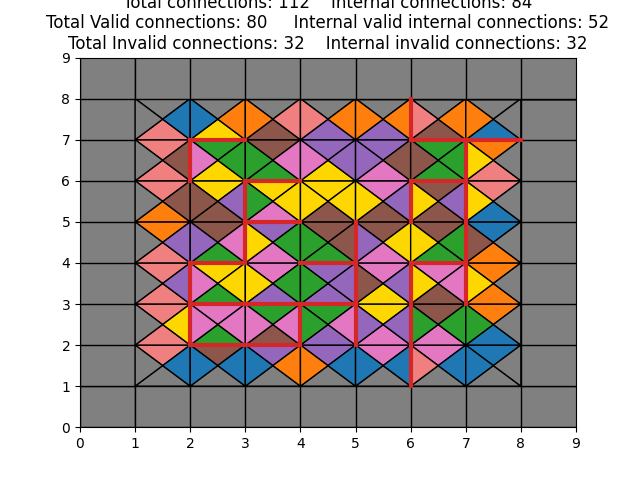 Total connections: 112 Internal connections: 84
Total Valid connections: 80 Internal valid internal connections: 52
Total Invalid connections: 32 Internal invalid connections: 32
9
8
7
6
5
4
3
2
1
0
0 1 2 3 4 5 6 7 8 9